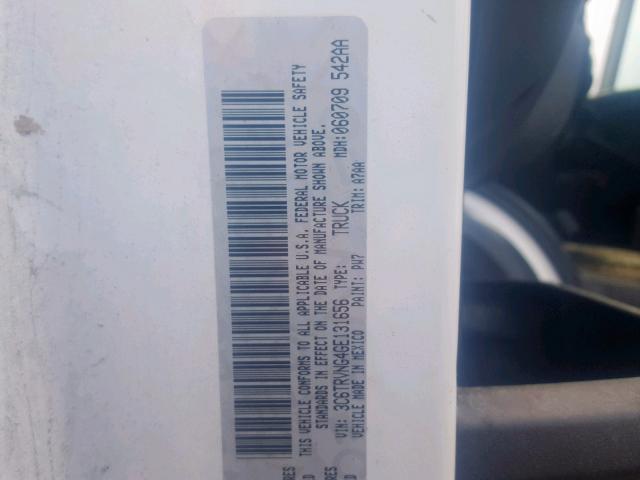 THIS VEHICLE CONFORMS TO ALL APPLICABLE U.S.A. FEDERAL MOTOR VEHICLE SAFETY
STANDARDS IN EFFECT ON THE DATE OF MANUFACTURE SHOWN ABOVE.
VIN: 3C6TRVNG4GE131656 TYPE: TRUCK MDH:060709 542AA
VEHICLE MADE IN MEXICO PAINT: PW7 TRIM: A7AA